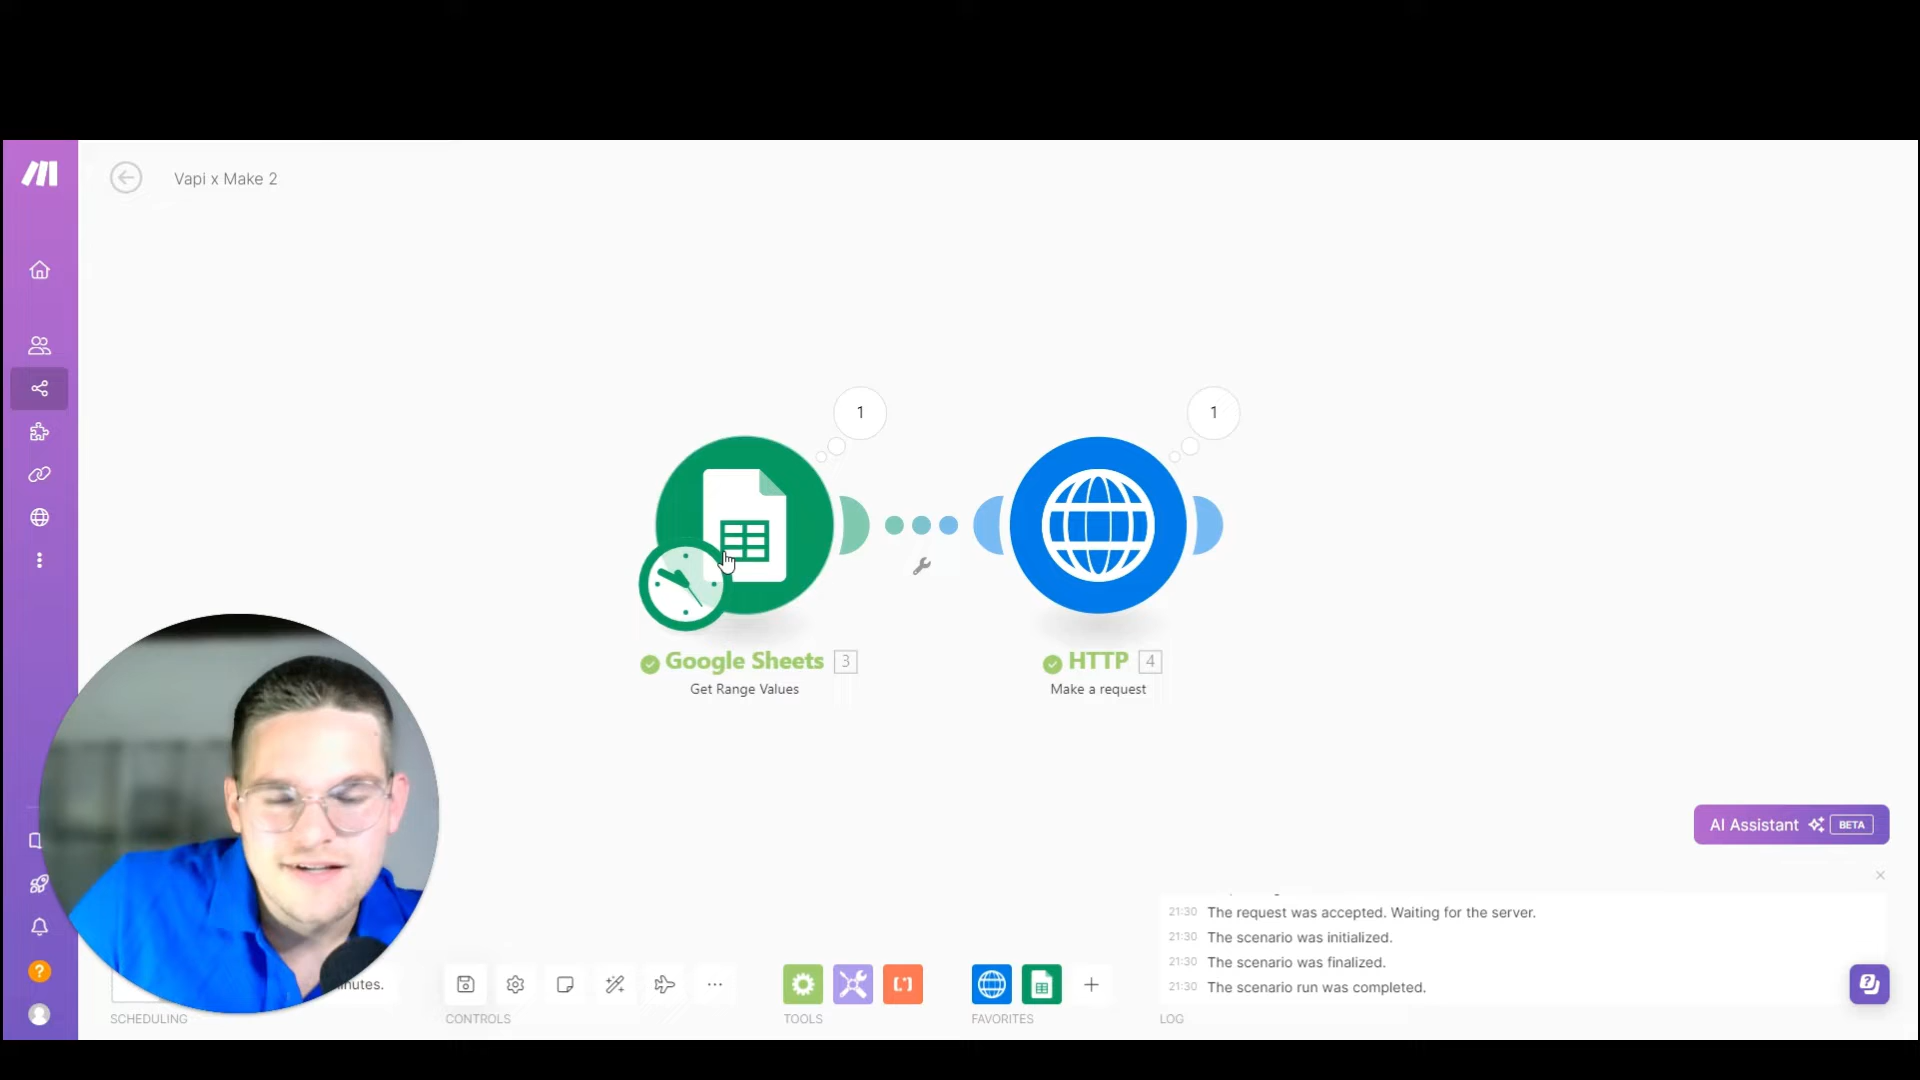 Vapi x Make 2
1
1
Google Sheets 3
Get Range Values
HTTP 4
Make a request
AI Assistant BETA
21:30 The request was accepted. Waiting for the server.
21:30 The scenario was initialized.
21:30 The scenario was finalized.
21:30 The scenario run was completed.
SCHEDULING
CONTROLS
TOOLS
FAVORITES
LOG